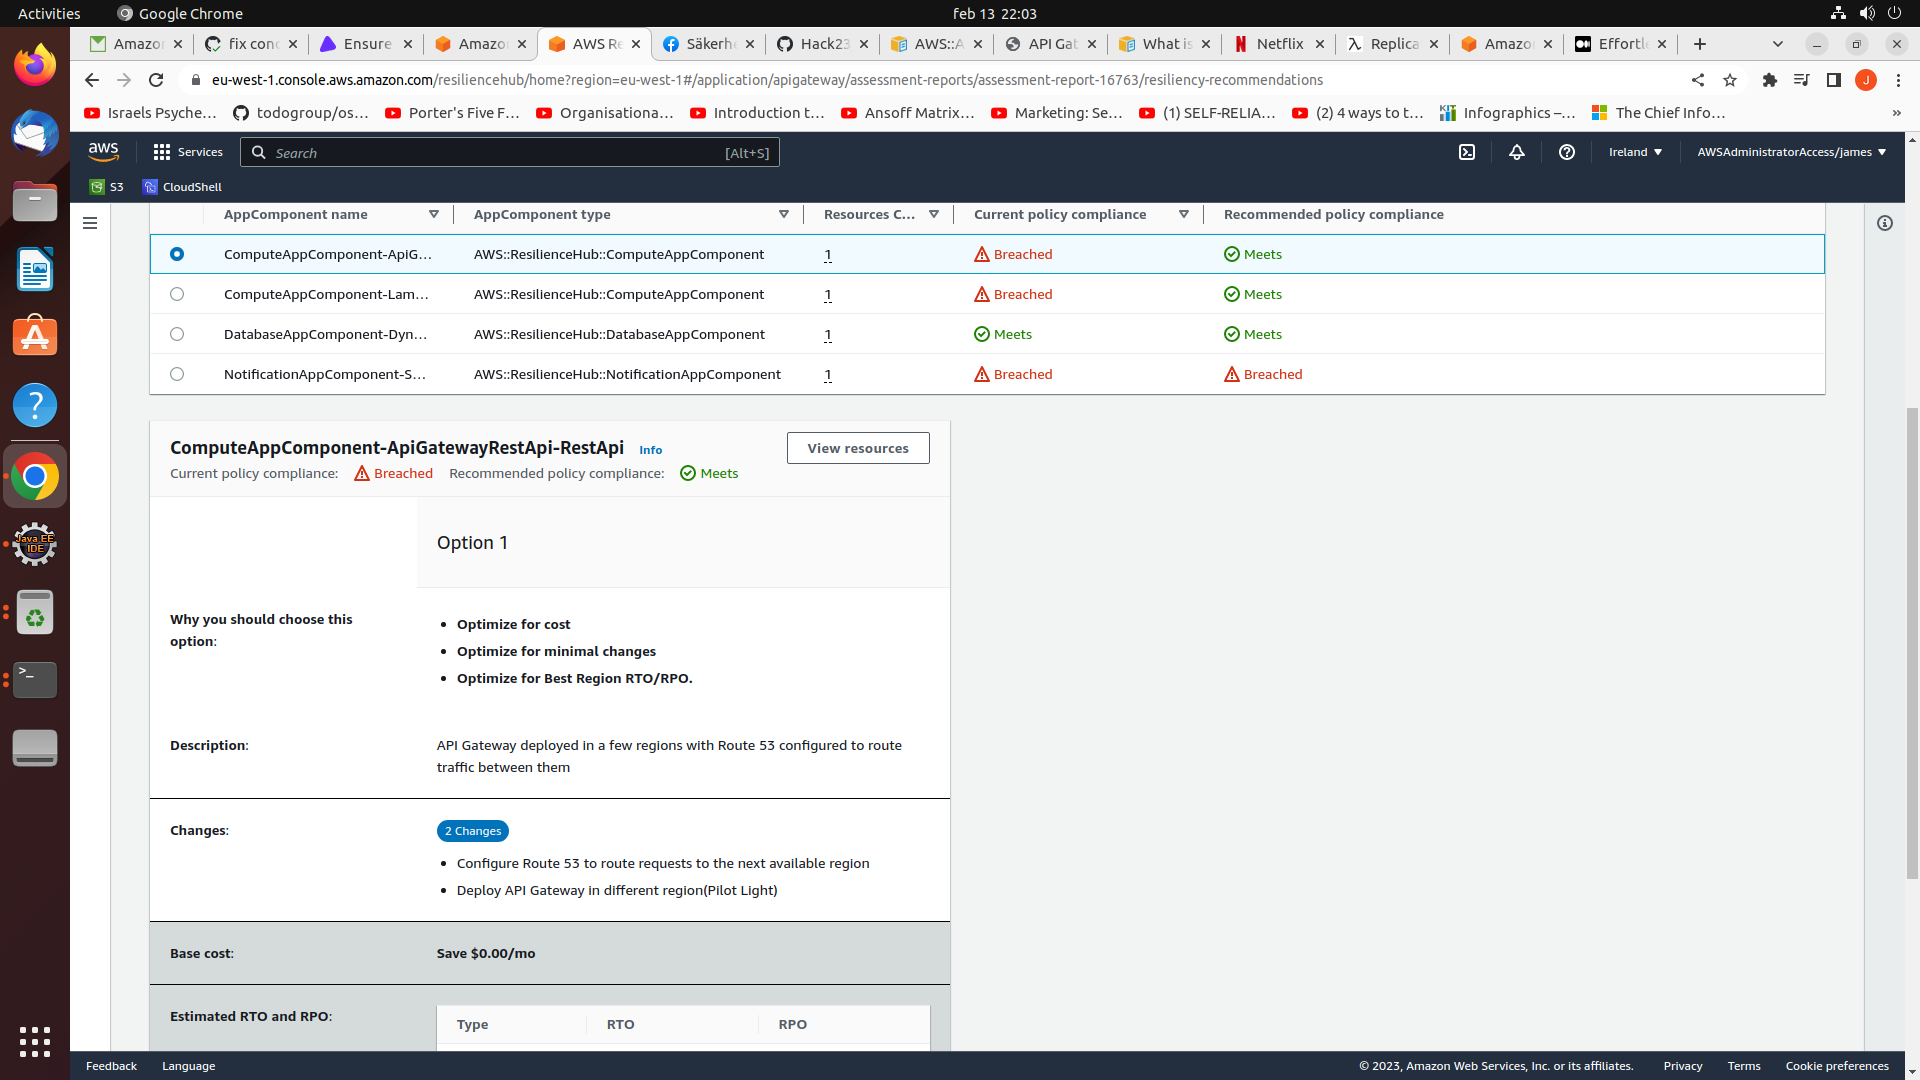 Activities
Google Chrome
feb 13 22:03
Amazo
fix con
Ensure
Amazo
AWS Re
Säkerhe
Hack23
AWS::A
API Gat
What is
Netflix
Replica
Amazo
Effortl
eu-west-1.console.aws.amazon.com/resiliencehub/home?region=eu-west-1#/application/apigateway/assessment-reports/assessment-report-16763/resiliency-recommendations
J
Israels Psyche…
todogroup/os…
Porter's Five F…
Organisationa…
Introduction t…
Ansoff Matrix…
Marketing: Se…
(1) SELF-RELIA…
(2) 4 ways to t…
KIT
Infographics –…
The Chief Info…
»
aws
Services
Search
[Alt+S]
Ireland
AWSAdministratorAccess/james
S3
CloudShell
AppComponent name
AppComponent type
Resources C…
Current policy compliance
Recommended policy compliance
ComputeAppComponent-ApiG… AWS::ResilienceHub::ComputeAppComponent 1 Breached Meets
ComputeAppComponent-Lam… AWS::ResilienceHub::ComputeAppComponent 1 Breached Meets
DatabaseAppComponent-Dyn… AWS::ResilienceHub::DatabaseAppComponent 1 Meets Meets
NotificationAppComponent-S… AWS::ResilienceHub::NotificationAppComponent 1 Breached Breached
ComputeAppComponent-ApiGatewayRestApi-RestApi Info
View resources
Current policy compliance: Breached Recommended policy compliance: Meets
Option 1
Why you should choose this
option:
• Optimize for cost
• Optimize for minimal changes
• Optimize for Best Region RTO/RPO.
Description:
API Gateway deployed in a few regions with Route 53 configured to route
traffic between them
Changes:
2 Changes
• Configure Route 53 to route requests to the next available region
• Deploy API Gateway in different region(Pilot Light)
Base cost:
Save $0.00/mo
Estimated RTO and RPO:
Type
RTO
RPO
Java EE
IDE
>_
Feedback
Language
© 2023, Amazon Web Services, Inc. or its affiliates.
Privacy
Terms
Cookie preferences